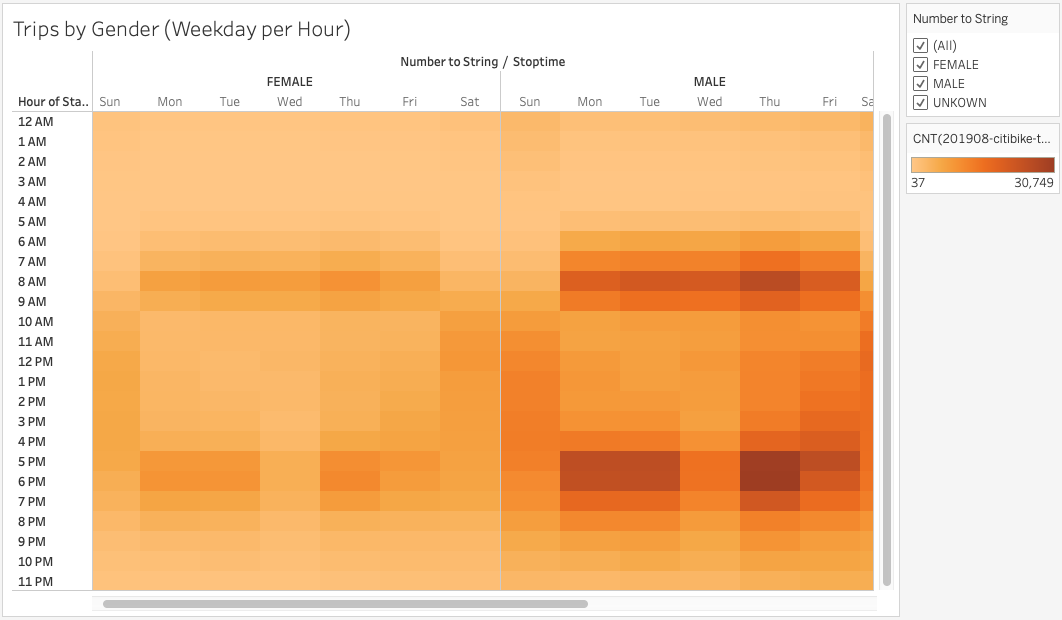 Trips by Gender (Weekday per Hour)
Number to String / Stoptime
FEMALE MALE
Hour of Sta.. Sun Mon Tue Wed Thu Fri Sat Sun Mon Tue Wed Thu Fri Sa
12 AM
1 AM
2 AM
3 AM
4 AM
5 AM
6 AM
7 AM
8 AM
9 AM
10 AM
11 AM
12 PM
1 PM
2 PM
3 PM
4 PM
5 PM
6 PM
7 PM
8 PM
9 PM
10 PM
11 PM
Number to String
(All)
FEMALE
MALE
UNKOWN
CNT(201908-citibike-t...
37 30,749